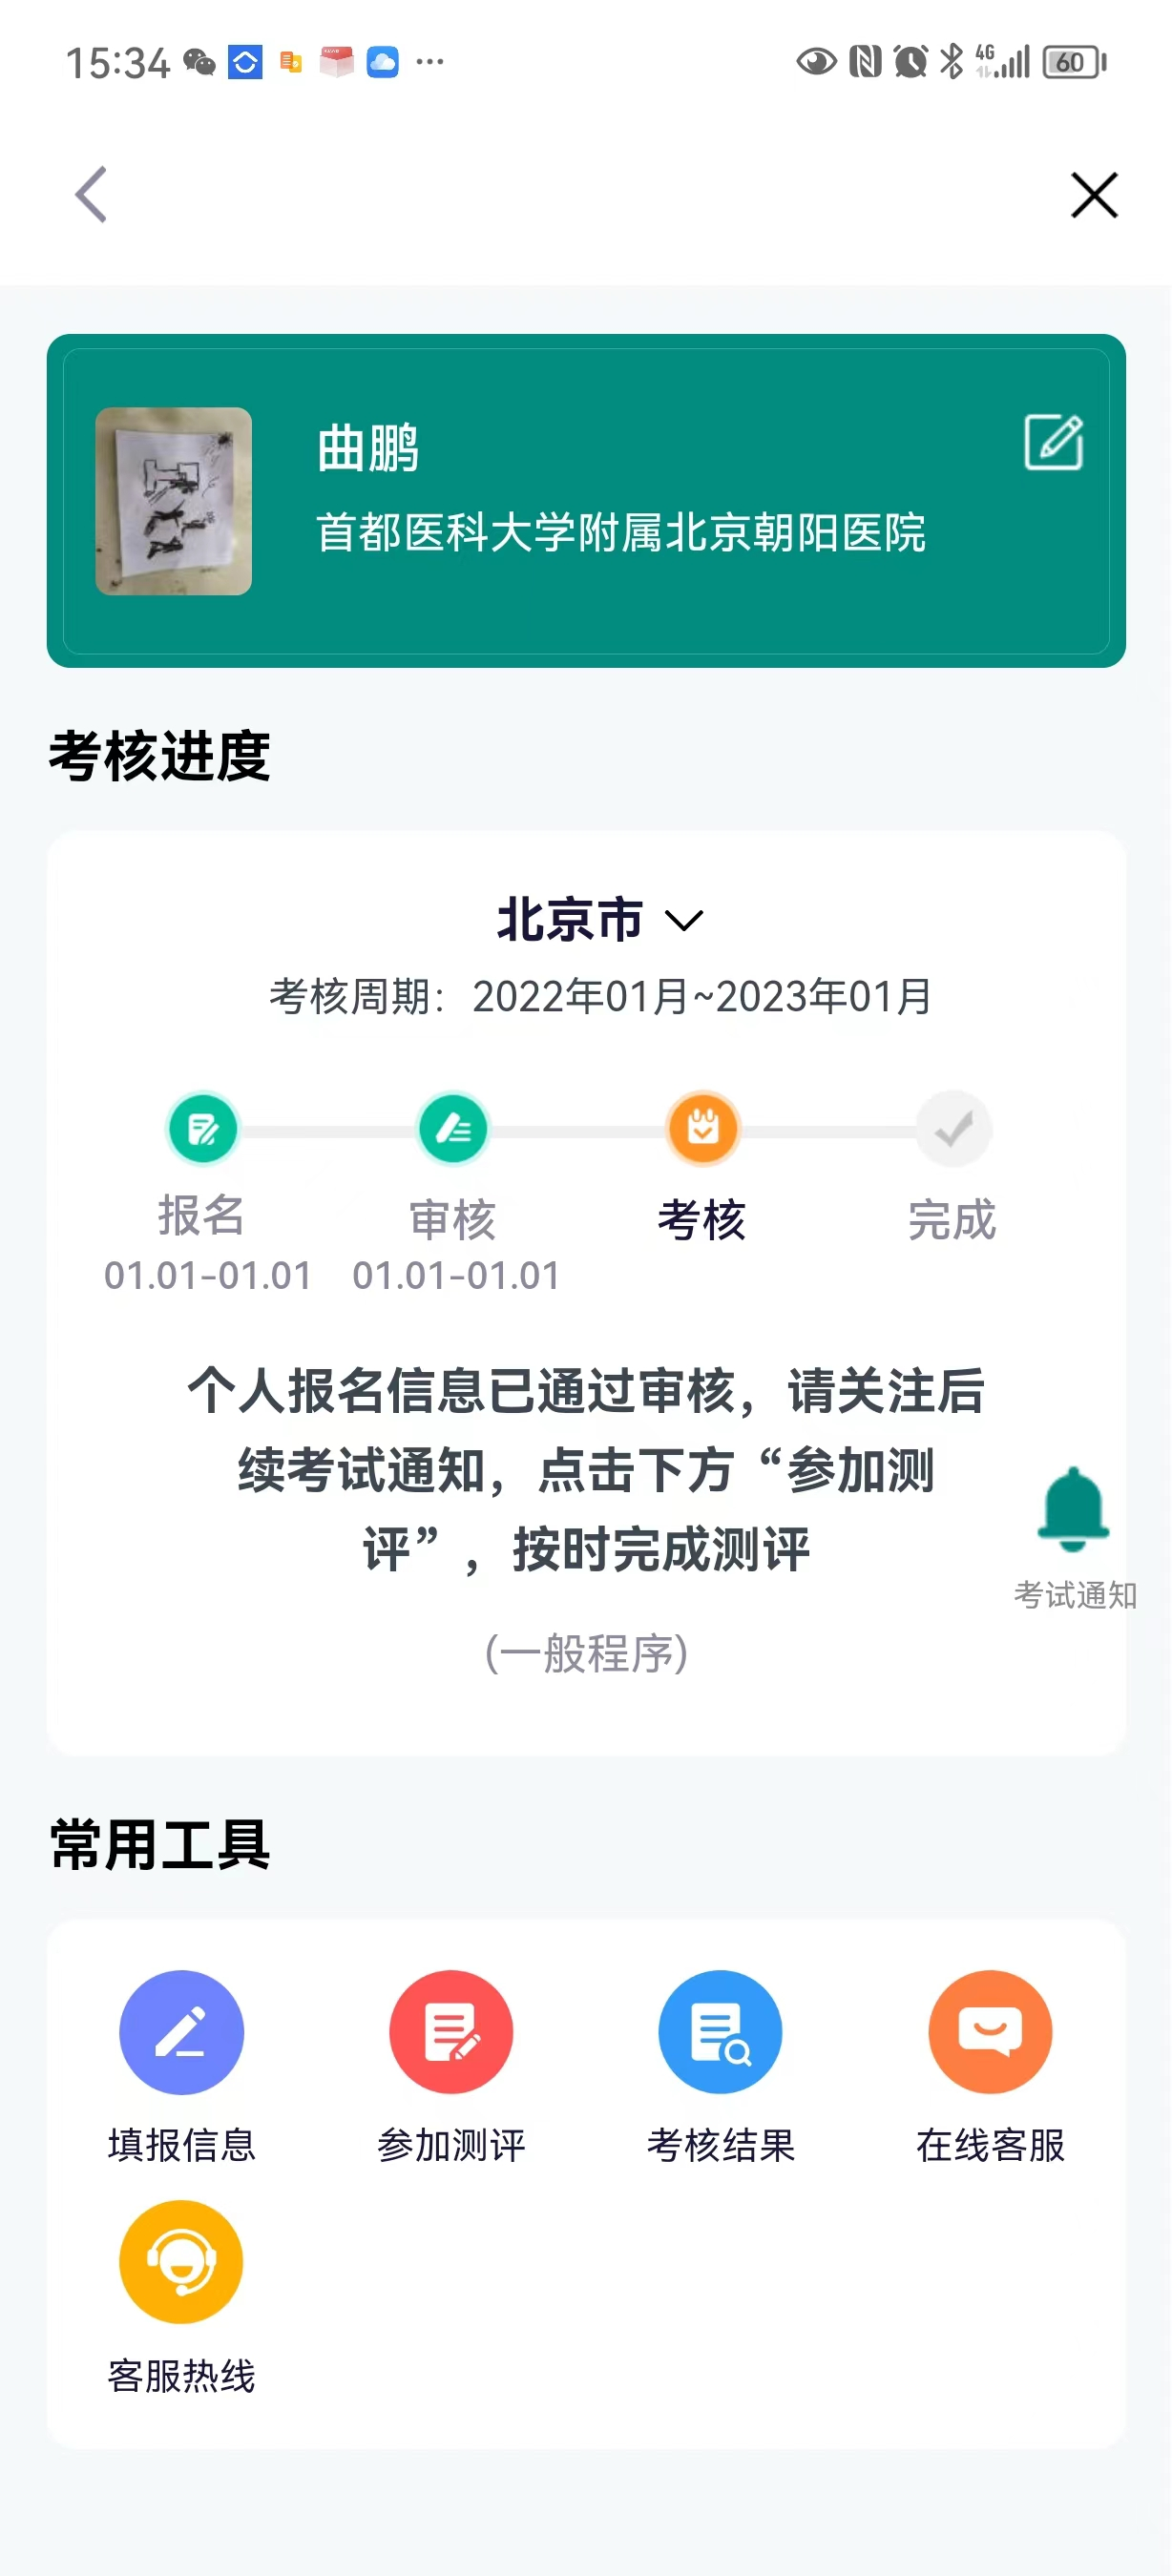 15:34
4G
60
曲鹏
首都医科大学附属北京朝阳医院
考核进度
北京市
考核周期：2022年01月~2023年01月
报名 审核 考核 完成
01.01-01.01 01.01-01.01
个人报名信息已通过审核，请关注后
续考试通知，点击下方“参加测
评”，按时完成测评
考试通知
(一般程序)
常用工具
填报信息 参加测评 考核结果 在线客服
客服热线